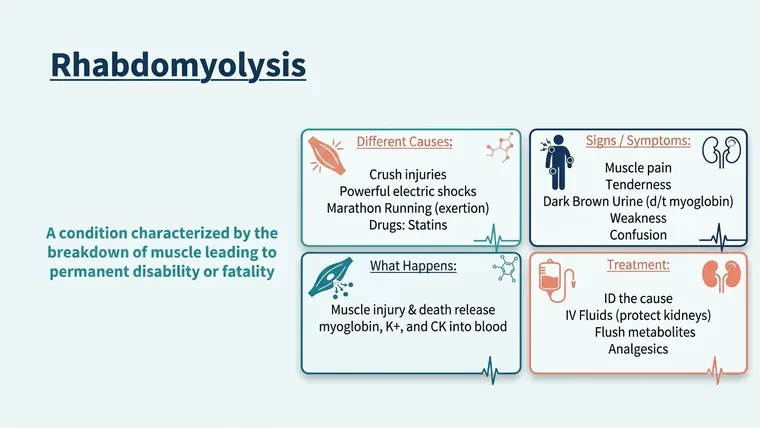 Rhabdomyolysis
A condition characterized by the
breakdown of muscle leading to
permanent disability or fatality
Different Causes:
Crush injuries
Powerful electric shocks
Marathon Running (exertion)
Drugs: Statins
Signs / Symptoms:
Muscle pain
Tenderness
Dark Brown Urine (d/t myoglobin)
Weakness
Confusion
What Happens:
Muscle injury & death release
myoglobin, K+, and CK into blood
Treatment:
ID the cause
IV Fluids (protect kidneys)
Flush metabolites
Analgesics